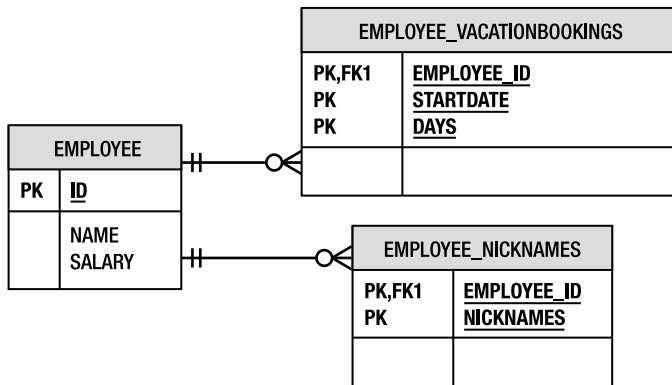 EMPLOYEE_VACATIONBOOKINGS
PK,FK1 EMPLOYEE_ID
PK STARTDATE
PK DAYS
EMPLOYEE
PK ID
NAME
SALARY
EMPLOYEE_NICKNAMES
PK,FK1 EMPLOYEE_ID
PK NICKNAMES